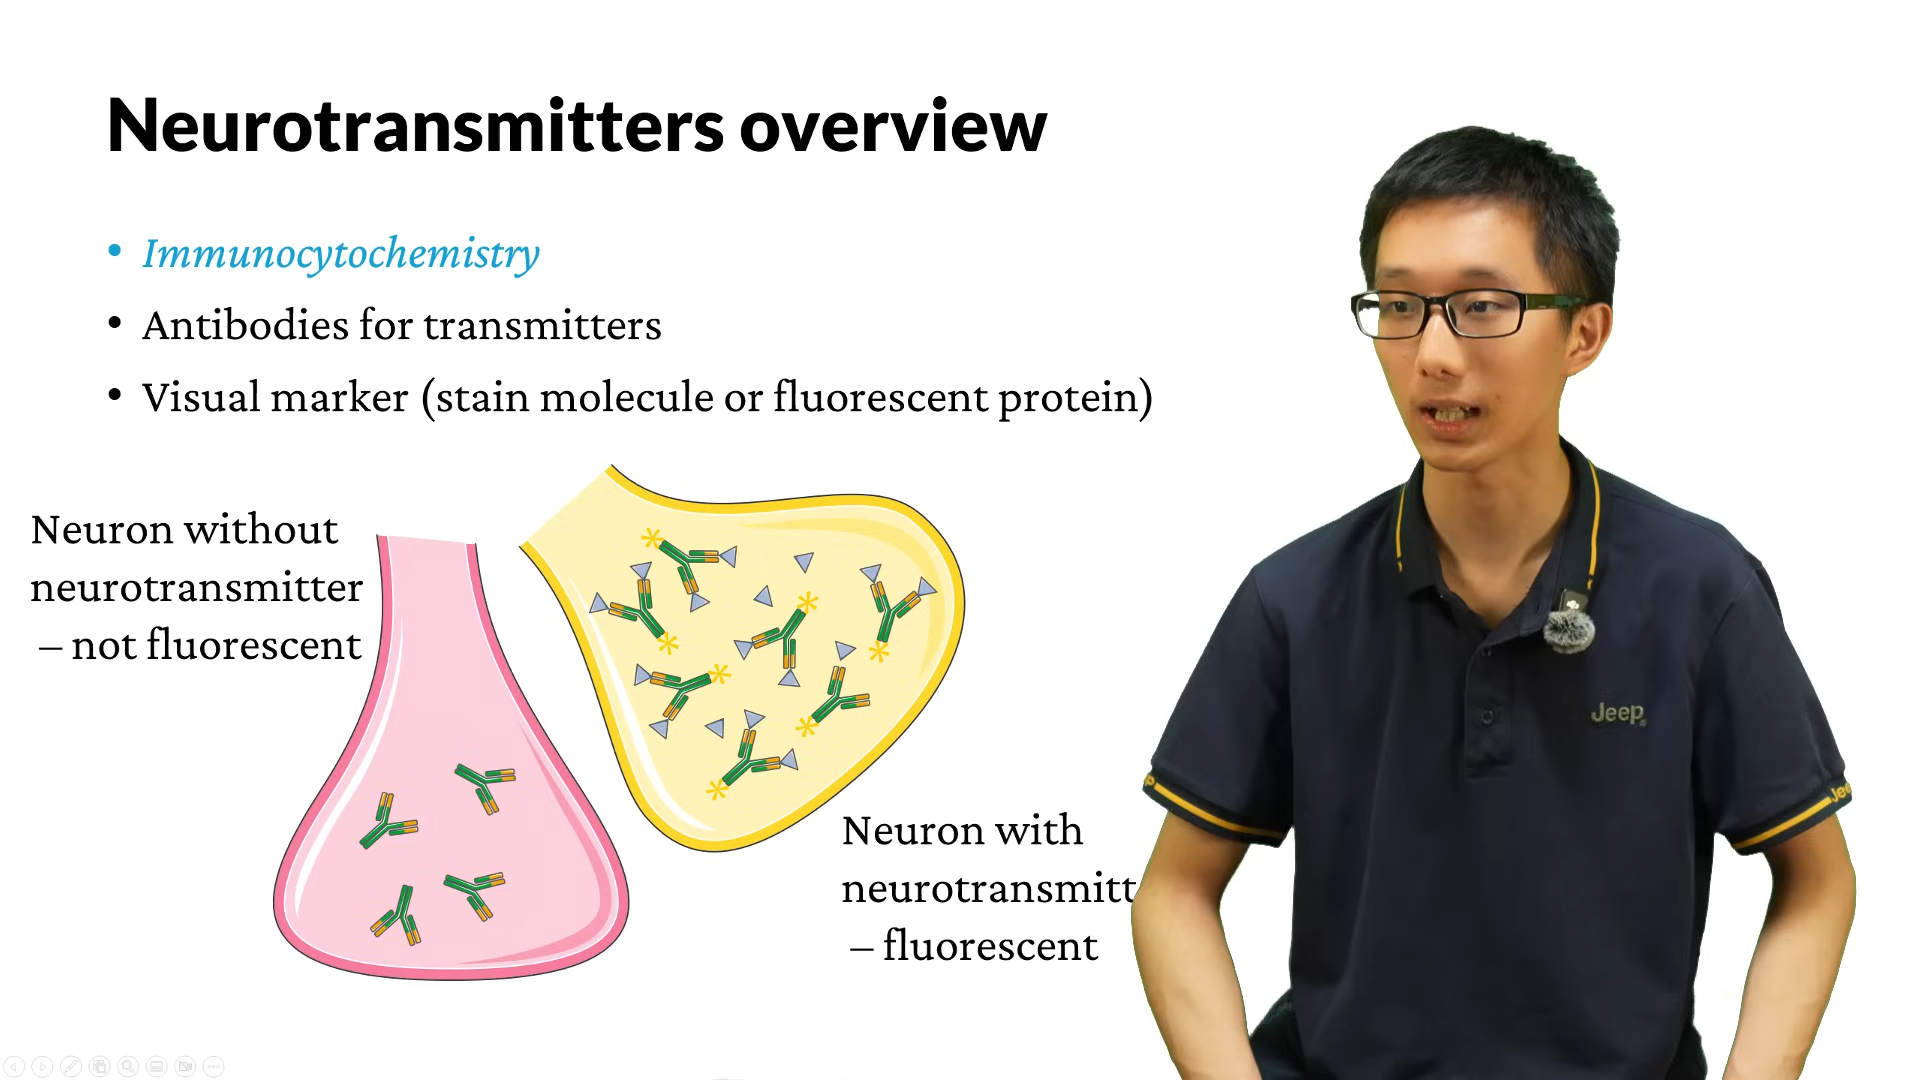 Neurotransmitters overview
• Immunocytochemistry
• Antibodies for transmitters
• Visual marker (stain molecule or fluorescent protein)
Neuron without
neurotransmitter
– not fluorescent
Neuron with
neurotransmitt
– fluorescent
Jeep